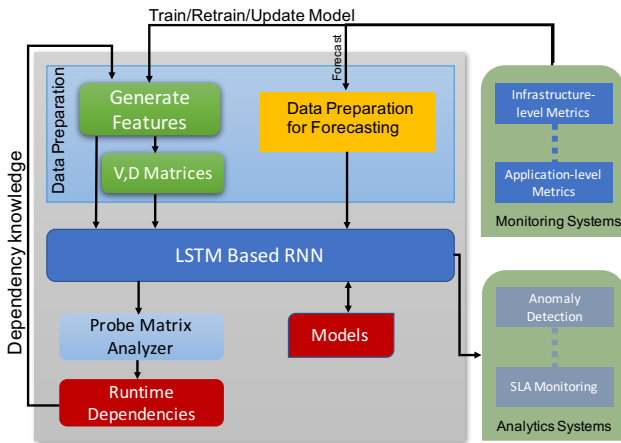 Train/Retrain/Update Model
Forecast
Data Preparation
Generate
Features
Data Preparation
for Forecasting
V,D Matrices
Infrastructure-
level Metrics
Application-level
Metrics
Monitoring Systems
Dependency knowledge
LSTM Based RNN
Probe Matrix
Analyzer
Models
Runtime
Dependencies
Anomaly
Detection
SLA Monitoring
Analytics Systems